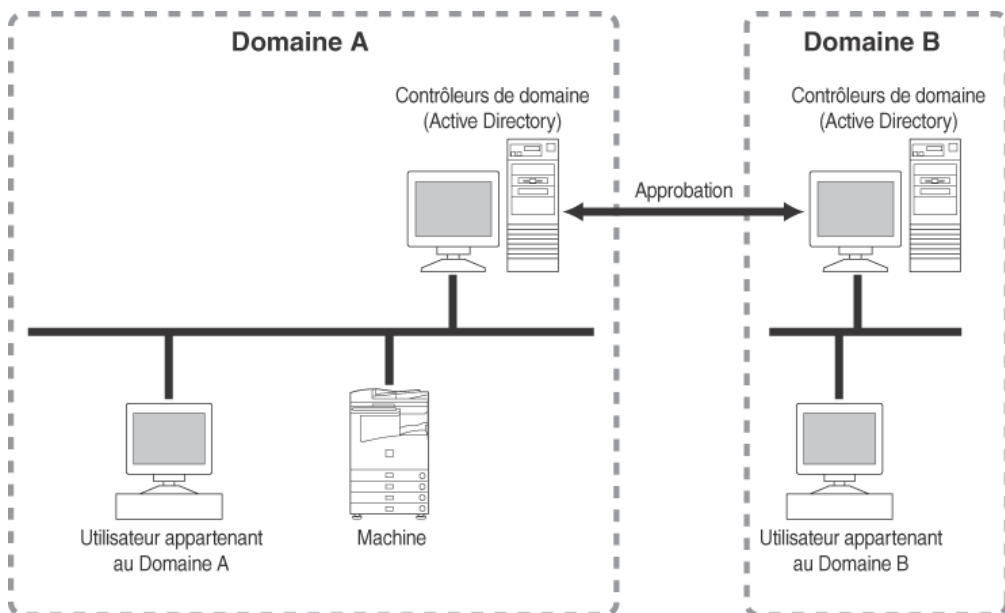 Domaine A
Contrôleurs de domaine
(Active Directory)
Utilisateur appartenant
au Domaine A
Machine
Approbation
Domaine B
Contrôleurs de domaine
(Active Directory)
Utilisateur appartenant
au Domaine B